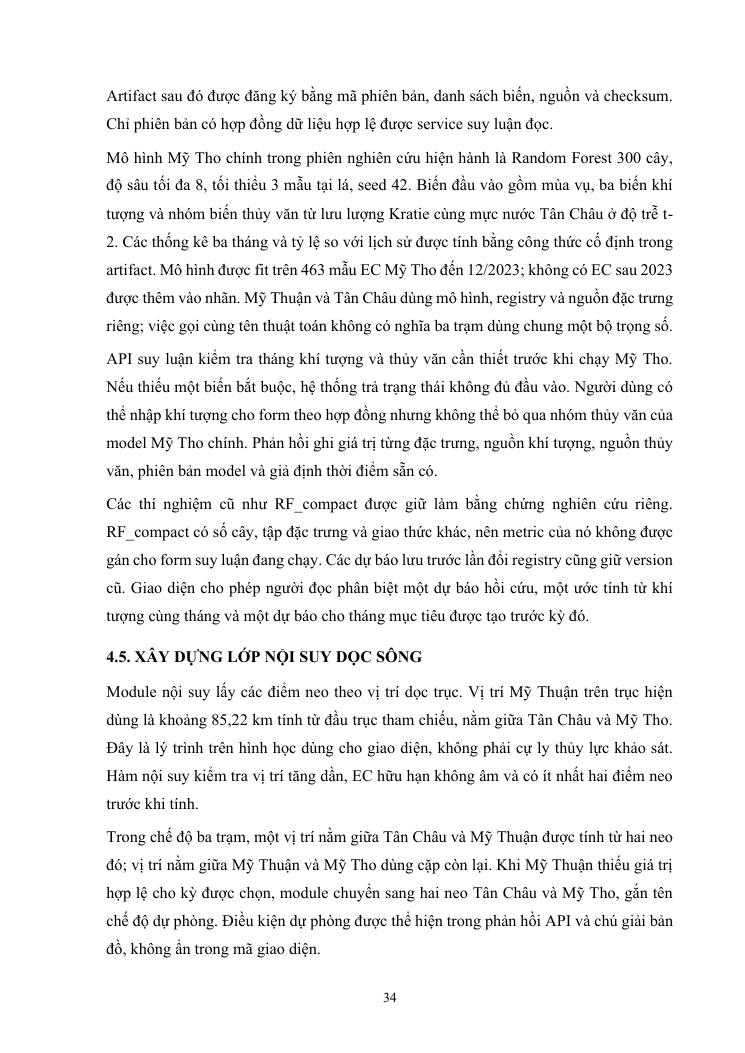 Artifact sau đó được đăng ký bằng mã phiên bản, danh sách biến, nguồn và checksum.
Chỉ phiên bản có hợp đồng dữ liệu hợp lệ được service suy luận đọc.
Mô hình Mỹ Tho chính trong phiên nghiên cứu hiện hành là Random Forest 300 cây,
độ sâu tối đa 8, tối thiểu 3 mẫu tại lá, seed 42. Biến đầu vào gồm mùa vụ, ba biến khí
tượng và nhóm biến thủy văn từ lưu lượng Kratie cùng mực nước Tân Châu ở độ trễ t-
2. Các thống kê ba tháng và tỷ lệ so với lịch sử được tính bằng công thức cố định trong
artifact. Mô hình được fit trên 463 mẫu EC Mỹ Tho đến 12/2023; không có EC sau 2023
được thêm vào nhãn. Mỹ Thuận và Tân Châu dùng mô hình, registry và nguồn đặc trưng
riêng; việc gọi cùng tên thuật toán không có nghĩa ba trạm dùng chung một bộ trọng số.
API suy luận kiểm tra tháng khí tượng và thủy văn cần thiết trước khi chạy Mỹ Tho.
Nếu thiếu một biến bắt buộc, hệ thống trả trạng thái không đủ đầu vào. Người dùng có
thể nhập khí tượng cho form theo hợp đồng nhưng không thể bỏ qua nhóm thủy văn của
model Mỹ Tho chính. Phản hồi ghi giá trị từng đặc trưng, nguồn khí tượng, nguồn thủy
văn, phiên bản model và giả định thời điểm sẵn có.
Các thí nghiệm cũ như RF_compact được giữ làm bằng chứng nghiên cứu riêng.
RF_compact có số cây, tập đặc trưng và giao thức khác, nên metric của nó không được
gán cho form suy luận đang chạy. Các dự báo lưu trước lần đổi registry cũng giữ version
cũ. Giao diện cho phép người đọc phân biệt một dự báo hồi cứu, một ước tính từ khí
tượng cùng tháng và một dự báo cho tháng mục tiêu được tạo trước kỳ đó.
4.5. XÂY DỰNG LỚP NỘI SUY DỌC SÔNG
Module nội suy lấy các điểm neo theo vị trí dọc trục. Vị trí Mỹ Thuận trên trục hiện
dùng là khoảng 85,22 km tính từ đầu trục tham chiếu, nằm giữa Tân Châu và Mỹ Tho.
Đây là lý trình trên hình học dùng cho giao diện, không phải cự ly thủy lực khảo sát.
Hàm nội suy kiểm tra vị trí tăng dần, EC hữu hạn không âm và có ít nhất hai điểm neo
trước khi tính.
Trong chế độ ba trạm, một vị trí nằm giữa Tân Châu và Mỹ Thuận được tính từ hai neo
đó; vị trí nằm giữa Mỹ Thuận và Mỹ Tho dùng cặp còn lại. Khi Mỹ Thuận thiếu giá trị
hợp lệ cho kỳ được chọn, module chuyển sang hai neo Tân Châu và Mỹ Tho, gắn tên
chế độ dự phòng. Điều kiện dự phòng được thể hiện trong phản hồi API và chú giải bản
đồ, không ẩn trong mã giao diện.
34